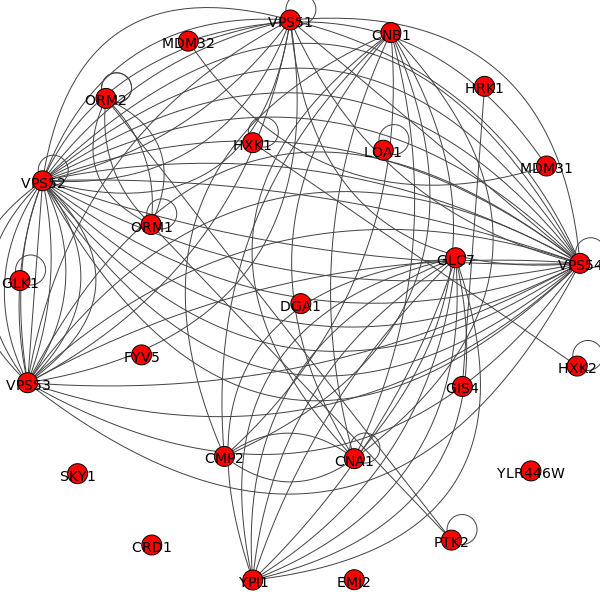 VPS51
CNB1
MDM32
HRK1
ORM2
HXK1
LOA1
MDM31
VPS52
ORM1
GLC7
VPS54
GLK1
DGA1
FYV5
HXK2
VPS53
GIS4
CMP2
CNA1
SKY1
YLR446W
PTK2
CRD1
YPI1
EMI2